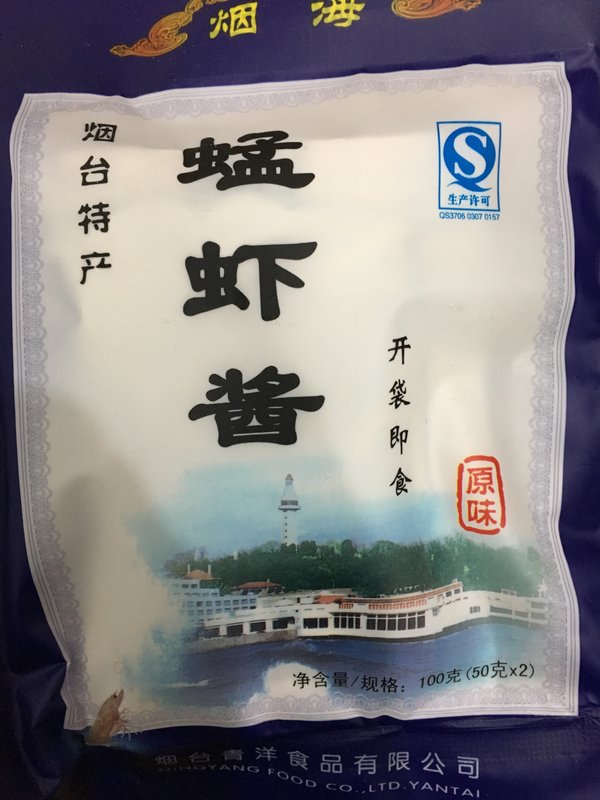 烟海
烟台特产
蜢虾酱
生产许可
QS3706 0307 0157
开袋即食
原味
净含量/规格：100克(50克x2)
烟台青洋食品有限公司
QINGYANG FOOD CO.,LTD.YANTAI